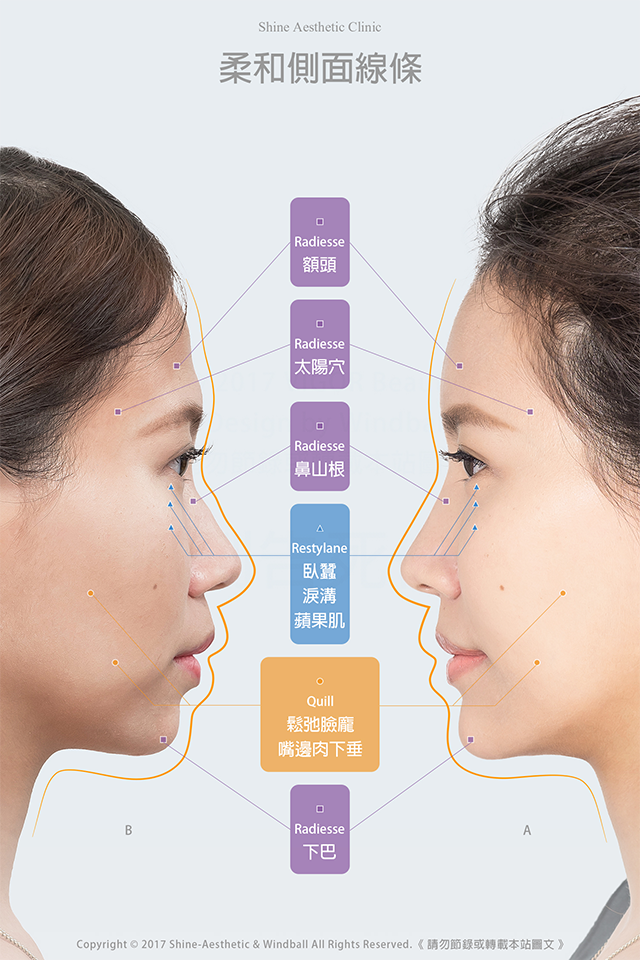 Shine Aesthetic Clinic
柔和側面線條
Radiesse
額頭
Radiesse
太陽穴
Radiesse
鼻山根
Restylane
臥蠶
淚溝
蘋果肌
Quill
鬆弛臉龐
嘴邊肉下垂
Radiesse
下巴
B
A
Copyright © 2017 Shine-Aesthetic & Windball All Rights Reserved.《 請勿節錄或轉載本站圖文 》